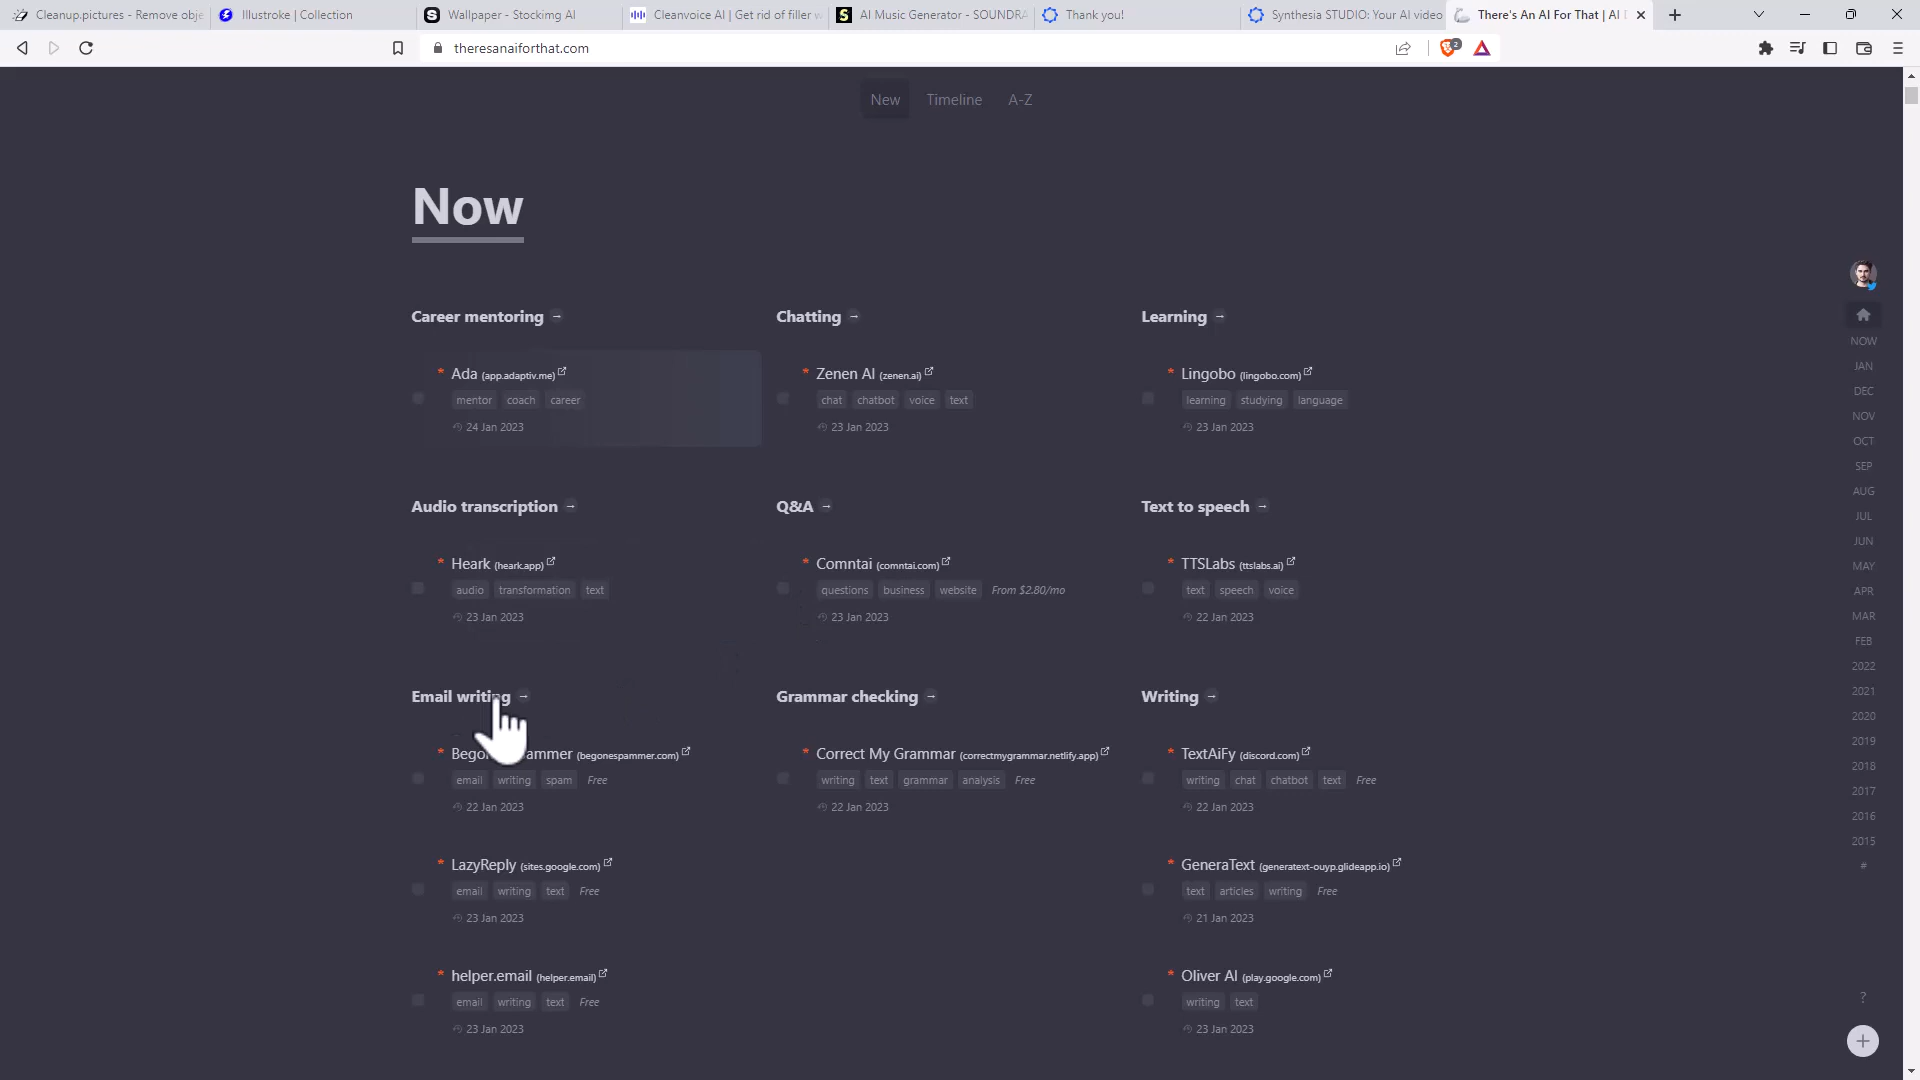 Cleanup.pictures - Remove obje
Illustroke | Collection
Wallpaper - Stockimg AI
Cleanvoice AI | Get rid of filler w
AI Music Generator - SOUNDRA
Thank you!
Synthesia STUDIO: Your AI video
There's An AI For That | AI
theresanaiforthat.com
2
New Timeline A-Z
Now
Career mentoring →
* Ada (app.adaptiv.me)
mentor coach career
24 Jan 2023
Chatting →
* Zenen AI (zenen.ai)
chat chatbot voice text
23 Jan 2023
Learning →
* Lingobo (lingobo.com)
learning studying language
23 Jan 2023
Audio transcription →
* Heark (heark.app)
audio transformation text
23 Jan 2023
Q&A →
* Comntai (comntai.com)
questions business website From $2.80/mo
23 Jan 2023
Text to speech →
* TTSLabs (ttslabs.ai)
text speech voice
22 Jan 2023
Email writing →
* (begonespammer.com)
email writing spam Free
22 Jan 2023
* LazyReply (sites.google.com)
email writing text Free
23 Jan 2023
* helper.email (helper.email)
email writing text Free
23 Jan 2023
Grammar checking →
* Correct My Grammar (correctmygrammar.netlify.app)
writing text grammar analysis Free
22 Jan 2023
Writing →
* TextAiFy (discord.com)
writing chat chatbot text Free
22 Jan 2023
* GeneraText (generatext-ouyp.glideapp.io)
text articles writing Free
21 Jan 2023
* Oliver AI (play.google.com)
writing text
23 Jan 2023
NOW
JAN
DEC
NOV
OCT
SEP
AUG
JUL
JUN
MAY
APR
MAR
FEB
2022
2021
2020
2019
2018
2017
2016
2015
#
?
+